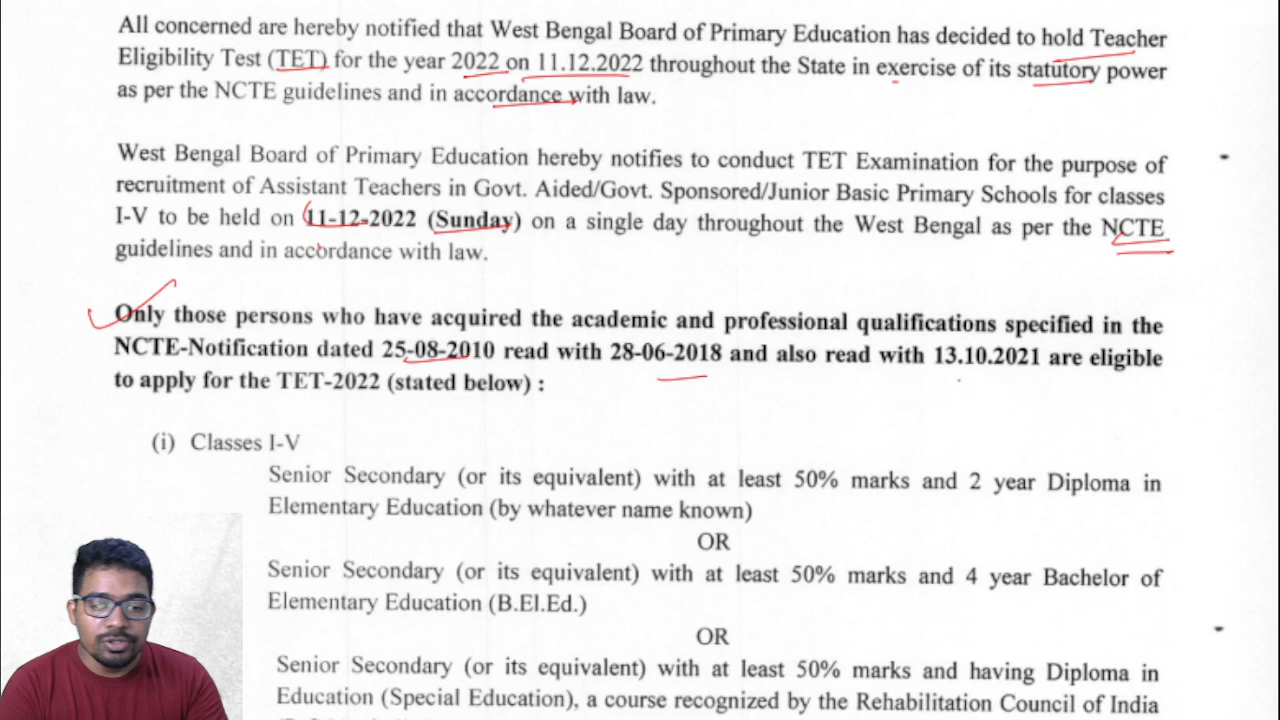 All concerned are hereby notified that West Bengal Board of Primary Education has decided to hold Teacher
Eligibility Test (TET) for the year 2022 on 11.12.2022 throughout the State in exercise of its statutory power
as per the NCTE guidelines and in accordance with law.
West Bengal Board of Primary Education hereby notifies to conduct TET Examination for the purpose of
recruitment of Assistant Teachers in Govt. Aided/Govt. Sponsored/Junior Basic Primary Schools for classes
I-V to be held on 11-12-2022 (Sunday) on a single day throughout the West Bengal as per the NCTE
guidelines and in accordance with law.
Only those persons who have acquired the academic and professional qualifications specified in the
NCTE-Notification dated 25-08-2010 read with 28-06-2018 and also read with 13.10.2021 are eligible
to apply for the TET-2022 (stated below) :
(i) Classes I-V
Senior Secondary (or its equivalent) with at least 50% marks and 2 year Diploma in
Elementary Education (by whatever name known)
OR
Senior Secondary (or its equivalent) with at least 50% marks and 4 year Bachelor of
Elementary Education (B.El.Ed.)
OR
Senior Secondary (or its equivalent) with at least 50% marks and having Diploma in
Education (Special Education), a course recognized by the Rehabilitation Council of India